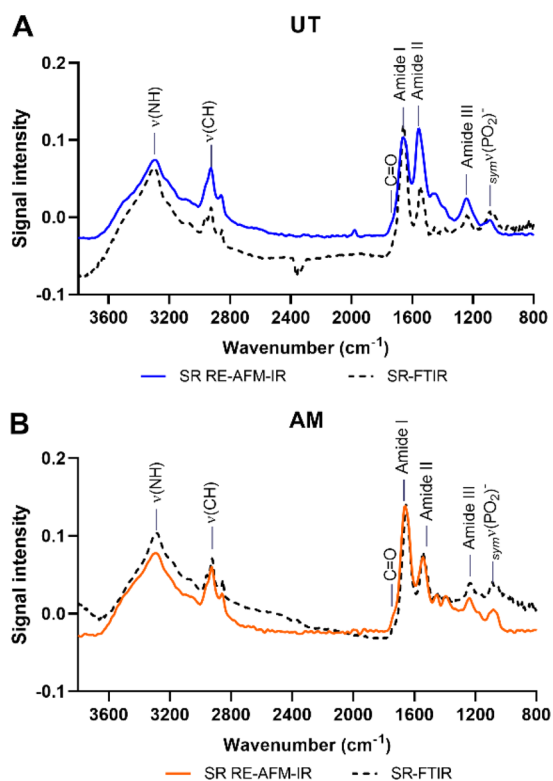 A
UT
Signal intensity
0.2
0.1
0.0
-0.1
ν(NH)
ν(CH)
C=O
Amide I
Amide II
Amide III
symν(PO2)-
3600 3200 2800 2400 2000 1600 1200 800
Wavenumber (cm-1)
SR RE-AFM-IR SR-FTIR
B
AM
Signal intensity
0.2
0.1
0.0
-0.1
ν(NH)
ν(CH)
C=O
Amide I
Amide II
Amide III
symν(PO2)-
3600 3200 2800 2400 2000 1600 1200 800
Wavenumber (cm-1)
SR RE-AFM-IR SR-FTIR